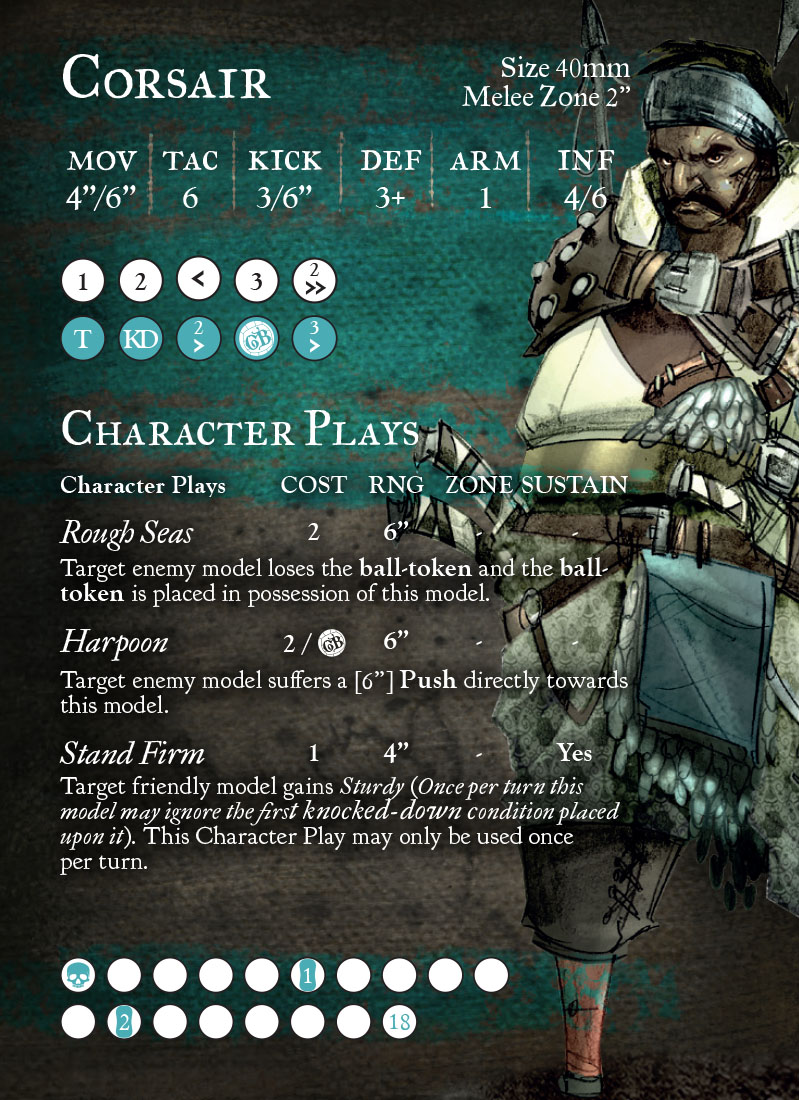 Corsair
Size 40mm
Melee Zone 2”
MOV TAC KICK DEF ARM INF
4”/6” 6 3/6” 3+ 1 4/6
1 2 < 3 2 >>
T KD 2 > GB 3 >
Character Plays
Character Plays COST RNG ZONE SUSTAIN
Rough Seas 2 6” - -
Target enemy model loses the ball-token and the ball-
token is placed in possession of this model.
Harpoon 2 / GB 6” - -
Target enemy model suffers a [6”] Push directly towards
this model.
Stand Firm 1 4” - Yes
Target friendly model gains Sturdy (Once per turn this
model may ignore the first knocked-down condition placed
upon it). This Character Play may only be used once
per turn.
1
2 18